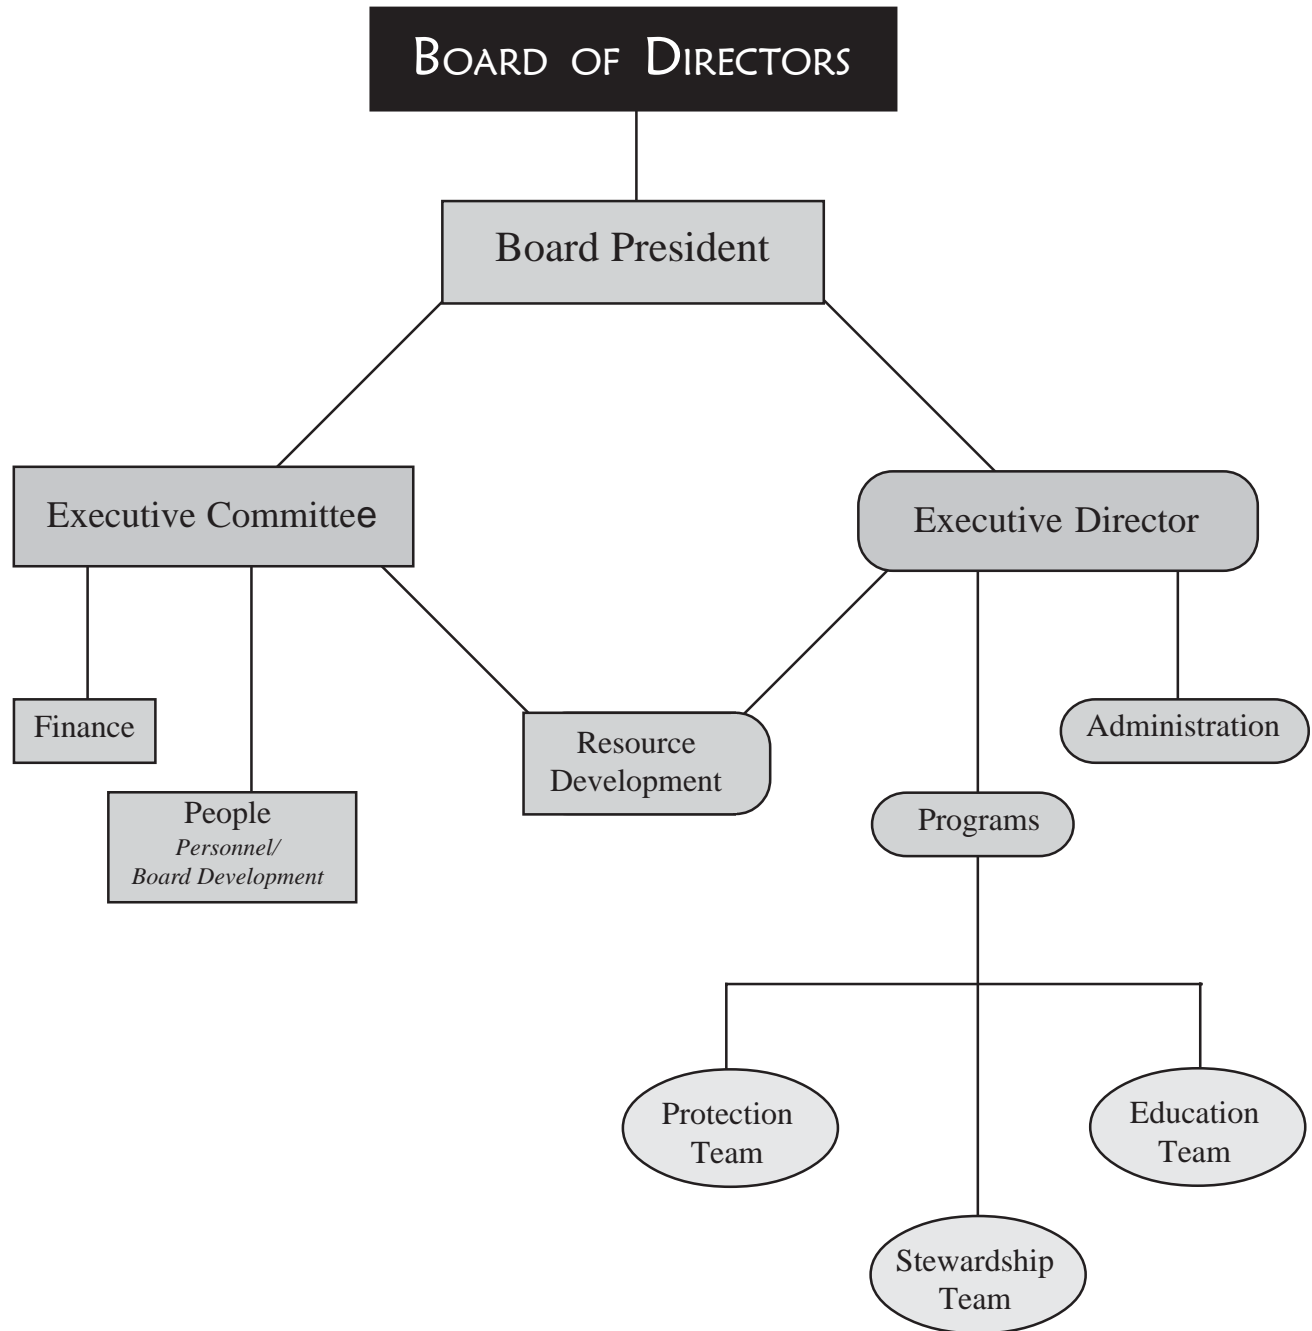 BOARD OF DIRECTORS
Board President
Executive Committee
Executive Director
Finance
People
Personnel/
Board Development
Resource
Development
Administration
Programs
Protection
Team
Education
Team
Stewardship
Team